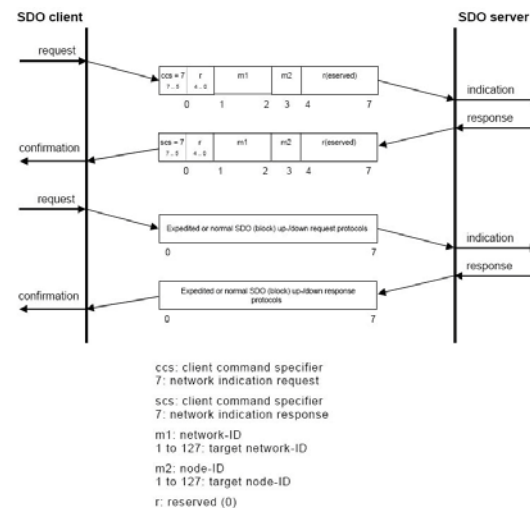 SDO client
SDO server
request
ccs = 7 r m1 m2 r(eserved)
7..5 4..0
0 1 2 3 4 7
indication
response
scs = 7 r m1 m2 r(eserved)
7..5 4..0
0 1 2 3 4 7
confirmation
request
Expedited or normal SDO (block) up-/down request protocols
0 7
indication
response
Expedited or normal SDO (block) up-/down response
protocols
0 7
confirmation
ccs: client command specifier
7: network indication request
scs: client command specifier
7: network indication response
m1: network-ID
1 to 127: target network-ID
m2: node-ID
1 to 127: target node-ID
r: reserved (0)